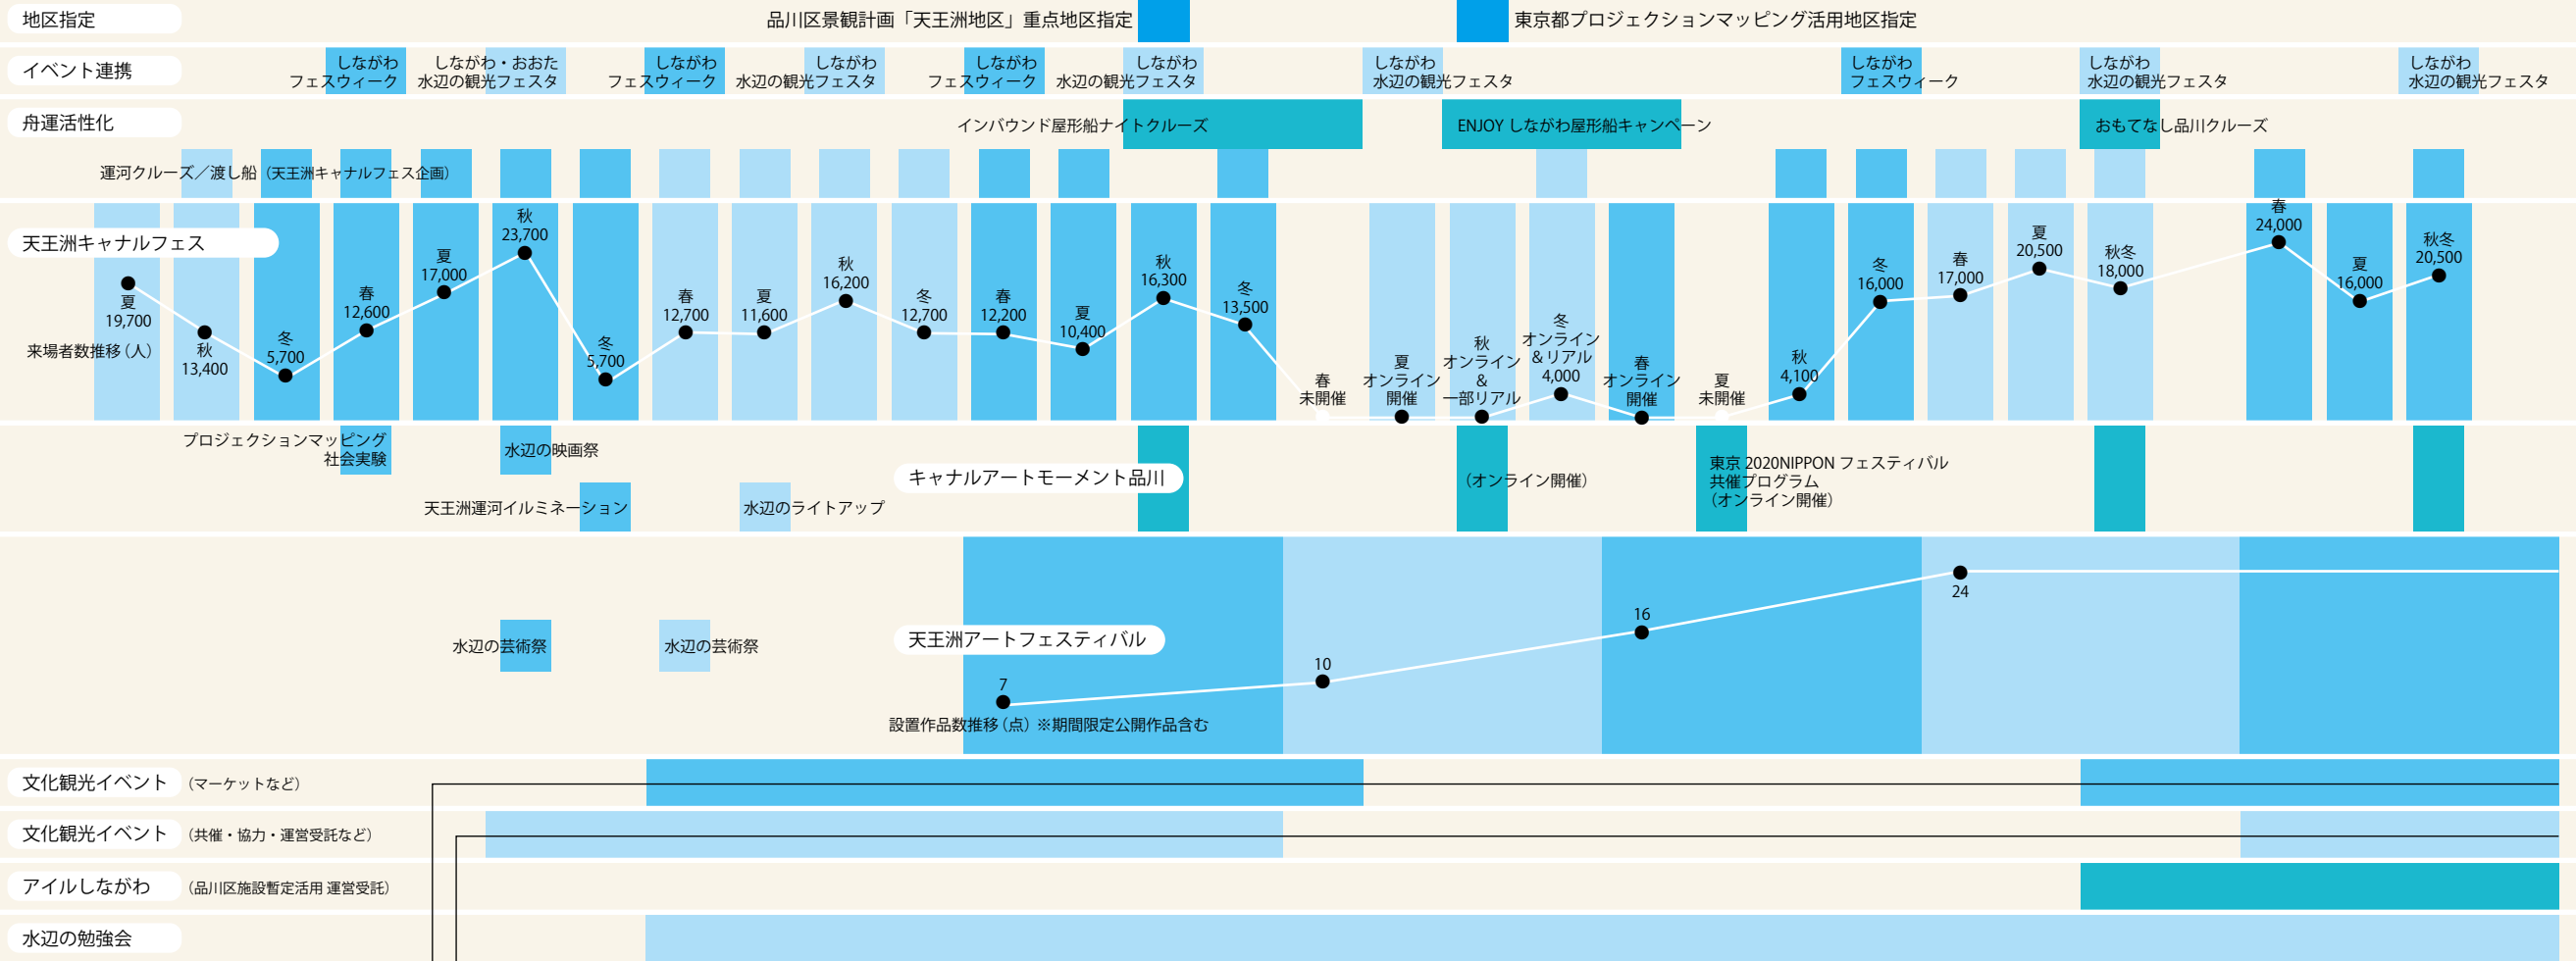 地区指定
品川区景観計画「天王洲地区」重点地区指定
東京都プロジェクションマッピング活用地区指定
イベント連携
しながわ
フェスウィーク
しながわ・おおた
水辺の観光フェスタ
しながわ
フェスウィーク
しながわ
水辺の観光フェスタ
しながわ
フェスウィーク
しながわ
水辺の観光フェスタ
しながわ
水辺の観光フェスタ
しながわ
フェスウィーク
しながわ
水辺の観光フェスタ
しながわ
水辺の観光フェスタ
舟運活性化
インバウンド屋形船ナイトクルーズ
ENJOY しながわ屋形船キャンペーン
おもてなし品川クルーズ
運河クルーズ／渡し船（天王洲キャナルフェス企画）
天王洲キャナルフェス
夏
19,700
来場者数推移（人）
秋
13,400
冬
5,700
春
12,600
夏
17,000
秋
23,700
冬
5,700
春
12,700
夏
11,600
秋
16,200
冬
12,700
春
12,200
夏
10,400
秋
16,300
冬
13,500
春
未開催
夏
オンライン
開催
秋
オンライン
&
一部リアル
冬
オンライン
&リアル
4,000
春
オンライン
開催
夏
未開催
秋
4,100
冬
16,000
春
17,000
夏
20,500
秋冬
18,000
春
24,000
夏
16,000
秋冬
20,500
プロジェクションマッピング
社会実験
水辺の映画祭
天王洲運河イルミネーション
水辺のライトアップ
キャナルアートモーメント品川
（オンライン開催）
東京 2020NIPPON フェスティバル
共催プログラム
（オンライン開催）
水辺の芸術祭
水辺の芸術祭
天王洲アートフェスティバル
7
10
16
24
設置作品数推移（点）※期間限定公開作品含む
文化観光イベント（マーケットなど）
文化観光イベント（共催・協力・運営受託など）
アイルしながわ（品川区施設暫定活用 運営受託）
水辺の勉強会